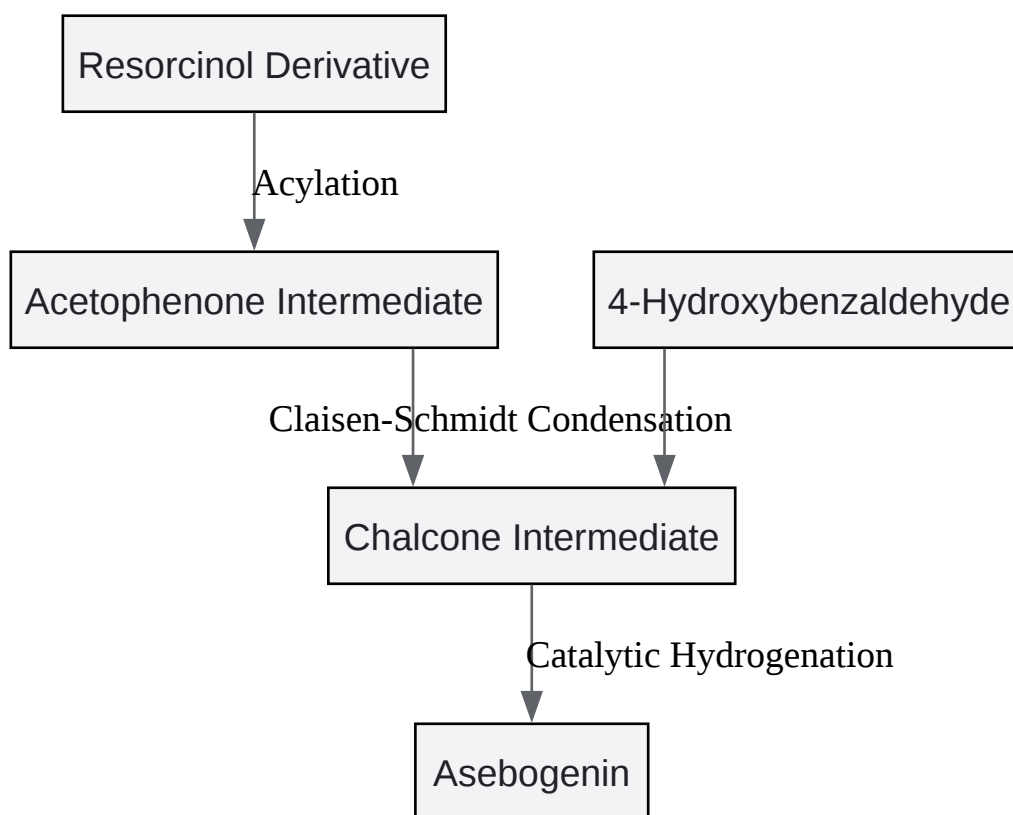 Resorcinol Derivative
Acylation
Acetophenone Intermediate
4-Hydroxybenzaldehyde
Claisen-Schmidt Condensation
Chalcone Intermediate
Catalytic Hydrogenation
Asebogenin